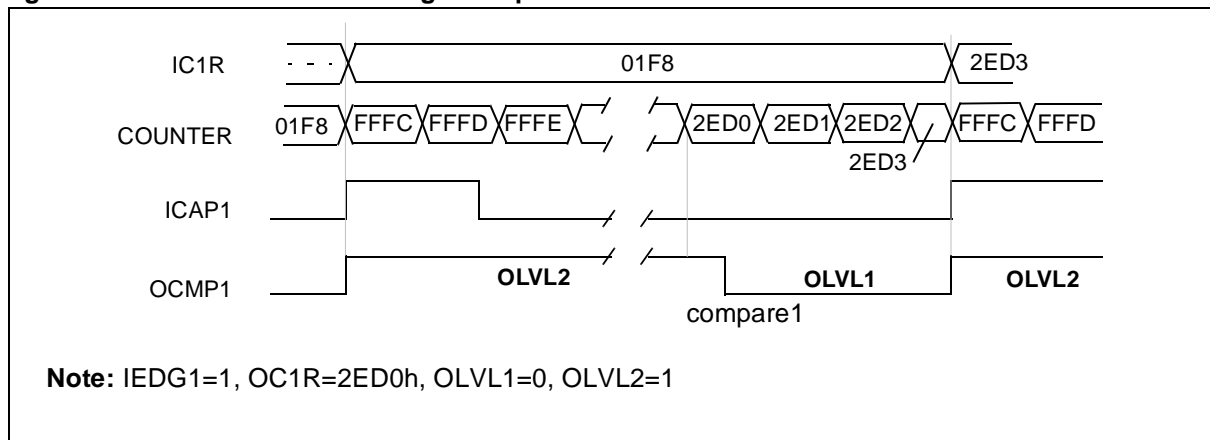 IC1R - - - 01F8 2ED3
COUNTER 01F8 FFFC FFFD FFFE 2ED0 2ED1 2ED2 FFFC FFFD
2ED3
ICAP1
OCMP1 OLVL2 OLVL1 OLVL2
compare1
Note: IEDG1=1, OC1R=2ED0h, OLVL1=0, OLVL2=1